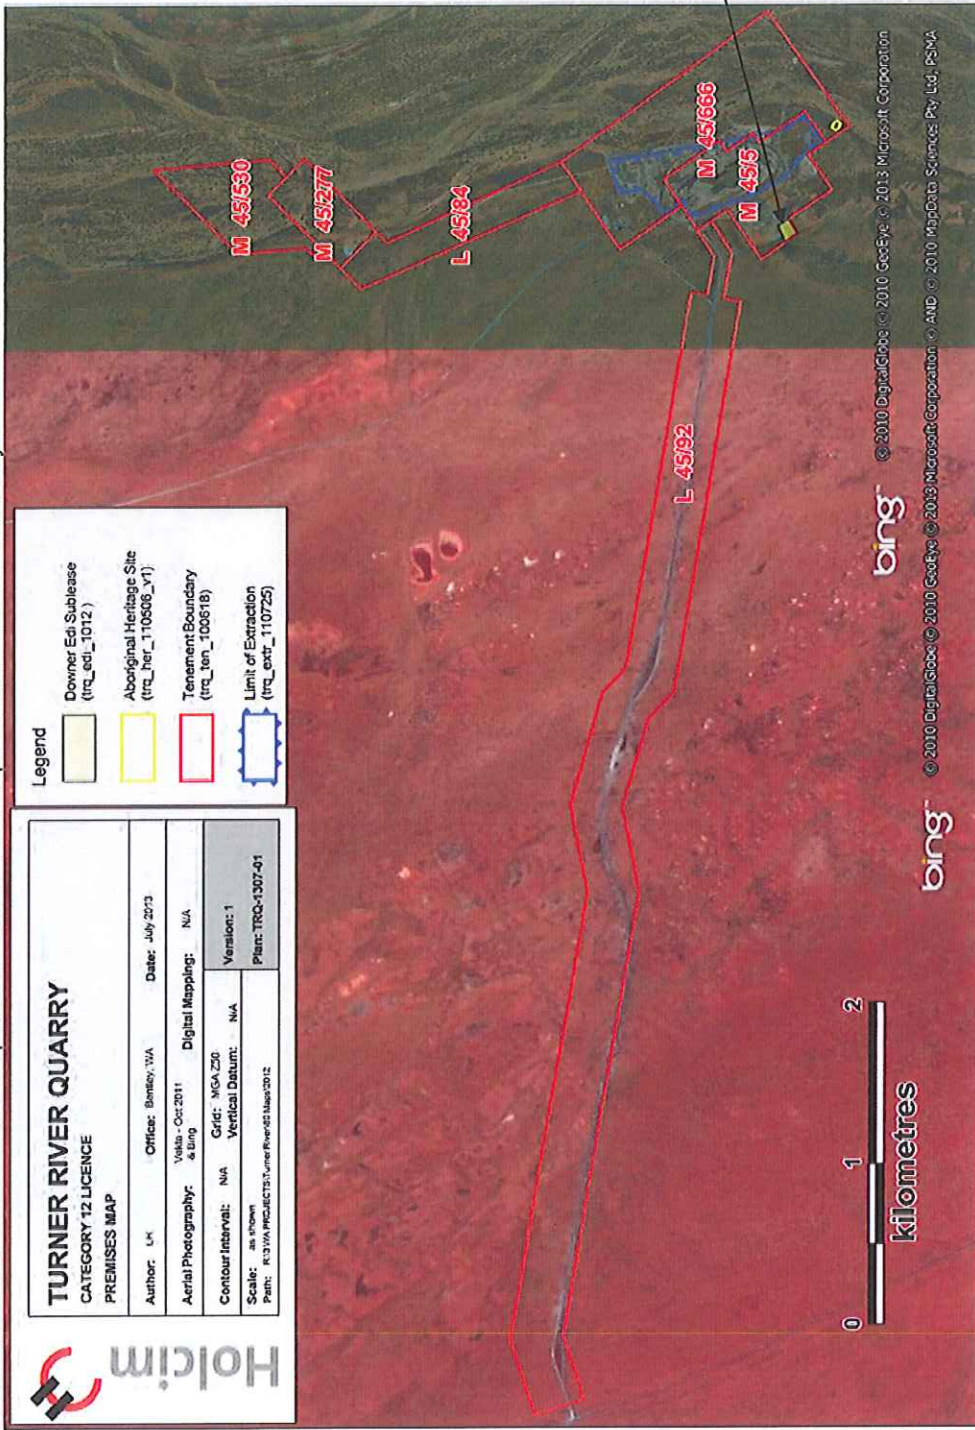 TURNER RIVER QUARRY
CATEGORY 12 LICENCE
PREMISES MAP
Holcim
Author: LH
Office: Bentley, WA
Date: July 2013
Aerial Photography: Vekta - Oct 2011
& Bing
Digital Mapping: N/A
Contour Interval: N/A
Grid: MGA Z50
Vertical Datum: N/A
Version: 1
Scale: as shown
Plan: TRQ-1307-01
Legend
Downer Edi Sublease
(trq_edi_1012 )
Aboriginal Heritage Site
(trq_her_110506_v1)
Tenement Boundary
(trq_ten_100618)
Limit of Extraction
(trq_extr_110725)
M 45/530
M 45/277
L 45/84
M 45/666
M 45/5
L 45/92
0 1 2
kilometres
bing™
© 2010 DigitalGlobe © 2010 GeoEye © 2013 Microsoft Corporation
bing™
© 2010 DigitalGlobe © 2010 GeoEye © 2013 Microsoft Corporation © AND © 2010 MapData Sciences Pty Ltd, PSMA